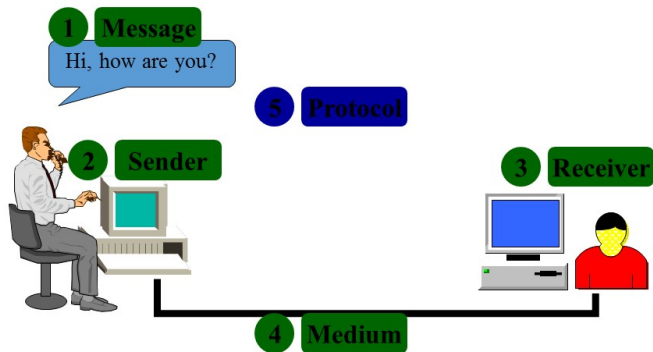 1 Message
Hi, how are you?
5 Protocol
2 Sender
3 Receiver
4 Medium